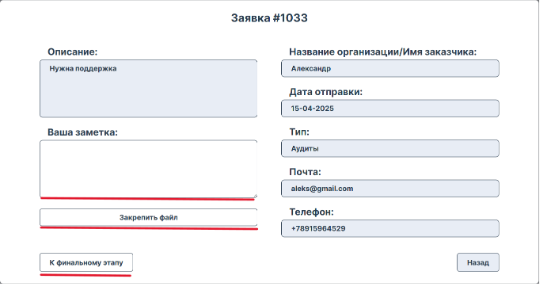 Заявка #1033
Описание:
Нужна поддержка
Ваша заметка:
Закрепить файл
К финальному этапу
Название организации/Имя заказчика:
Александр
Дата отправки:
15-04-2025
Тип:
Аудиты
Почта:
aleks@gmail.com
Телефон:
+78915964529
Назад